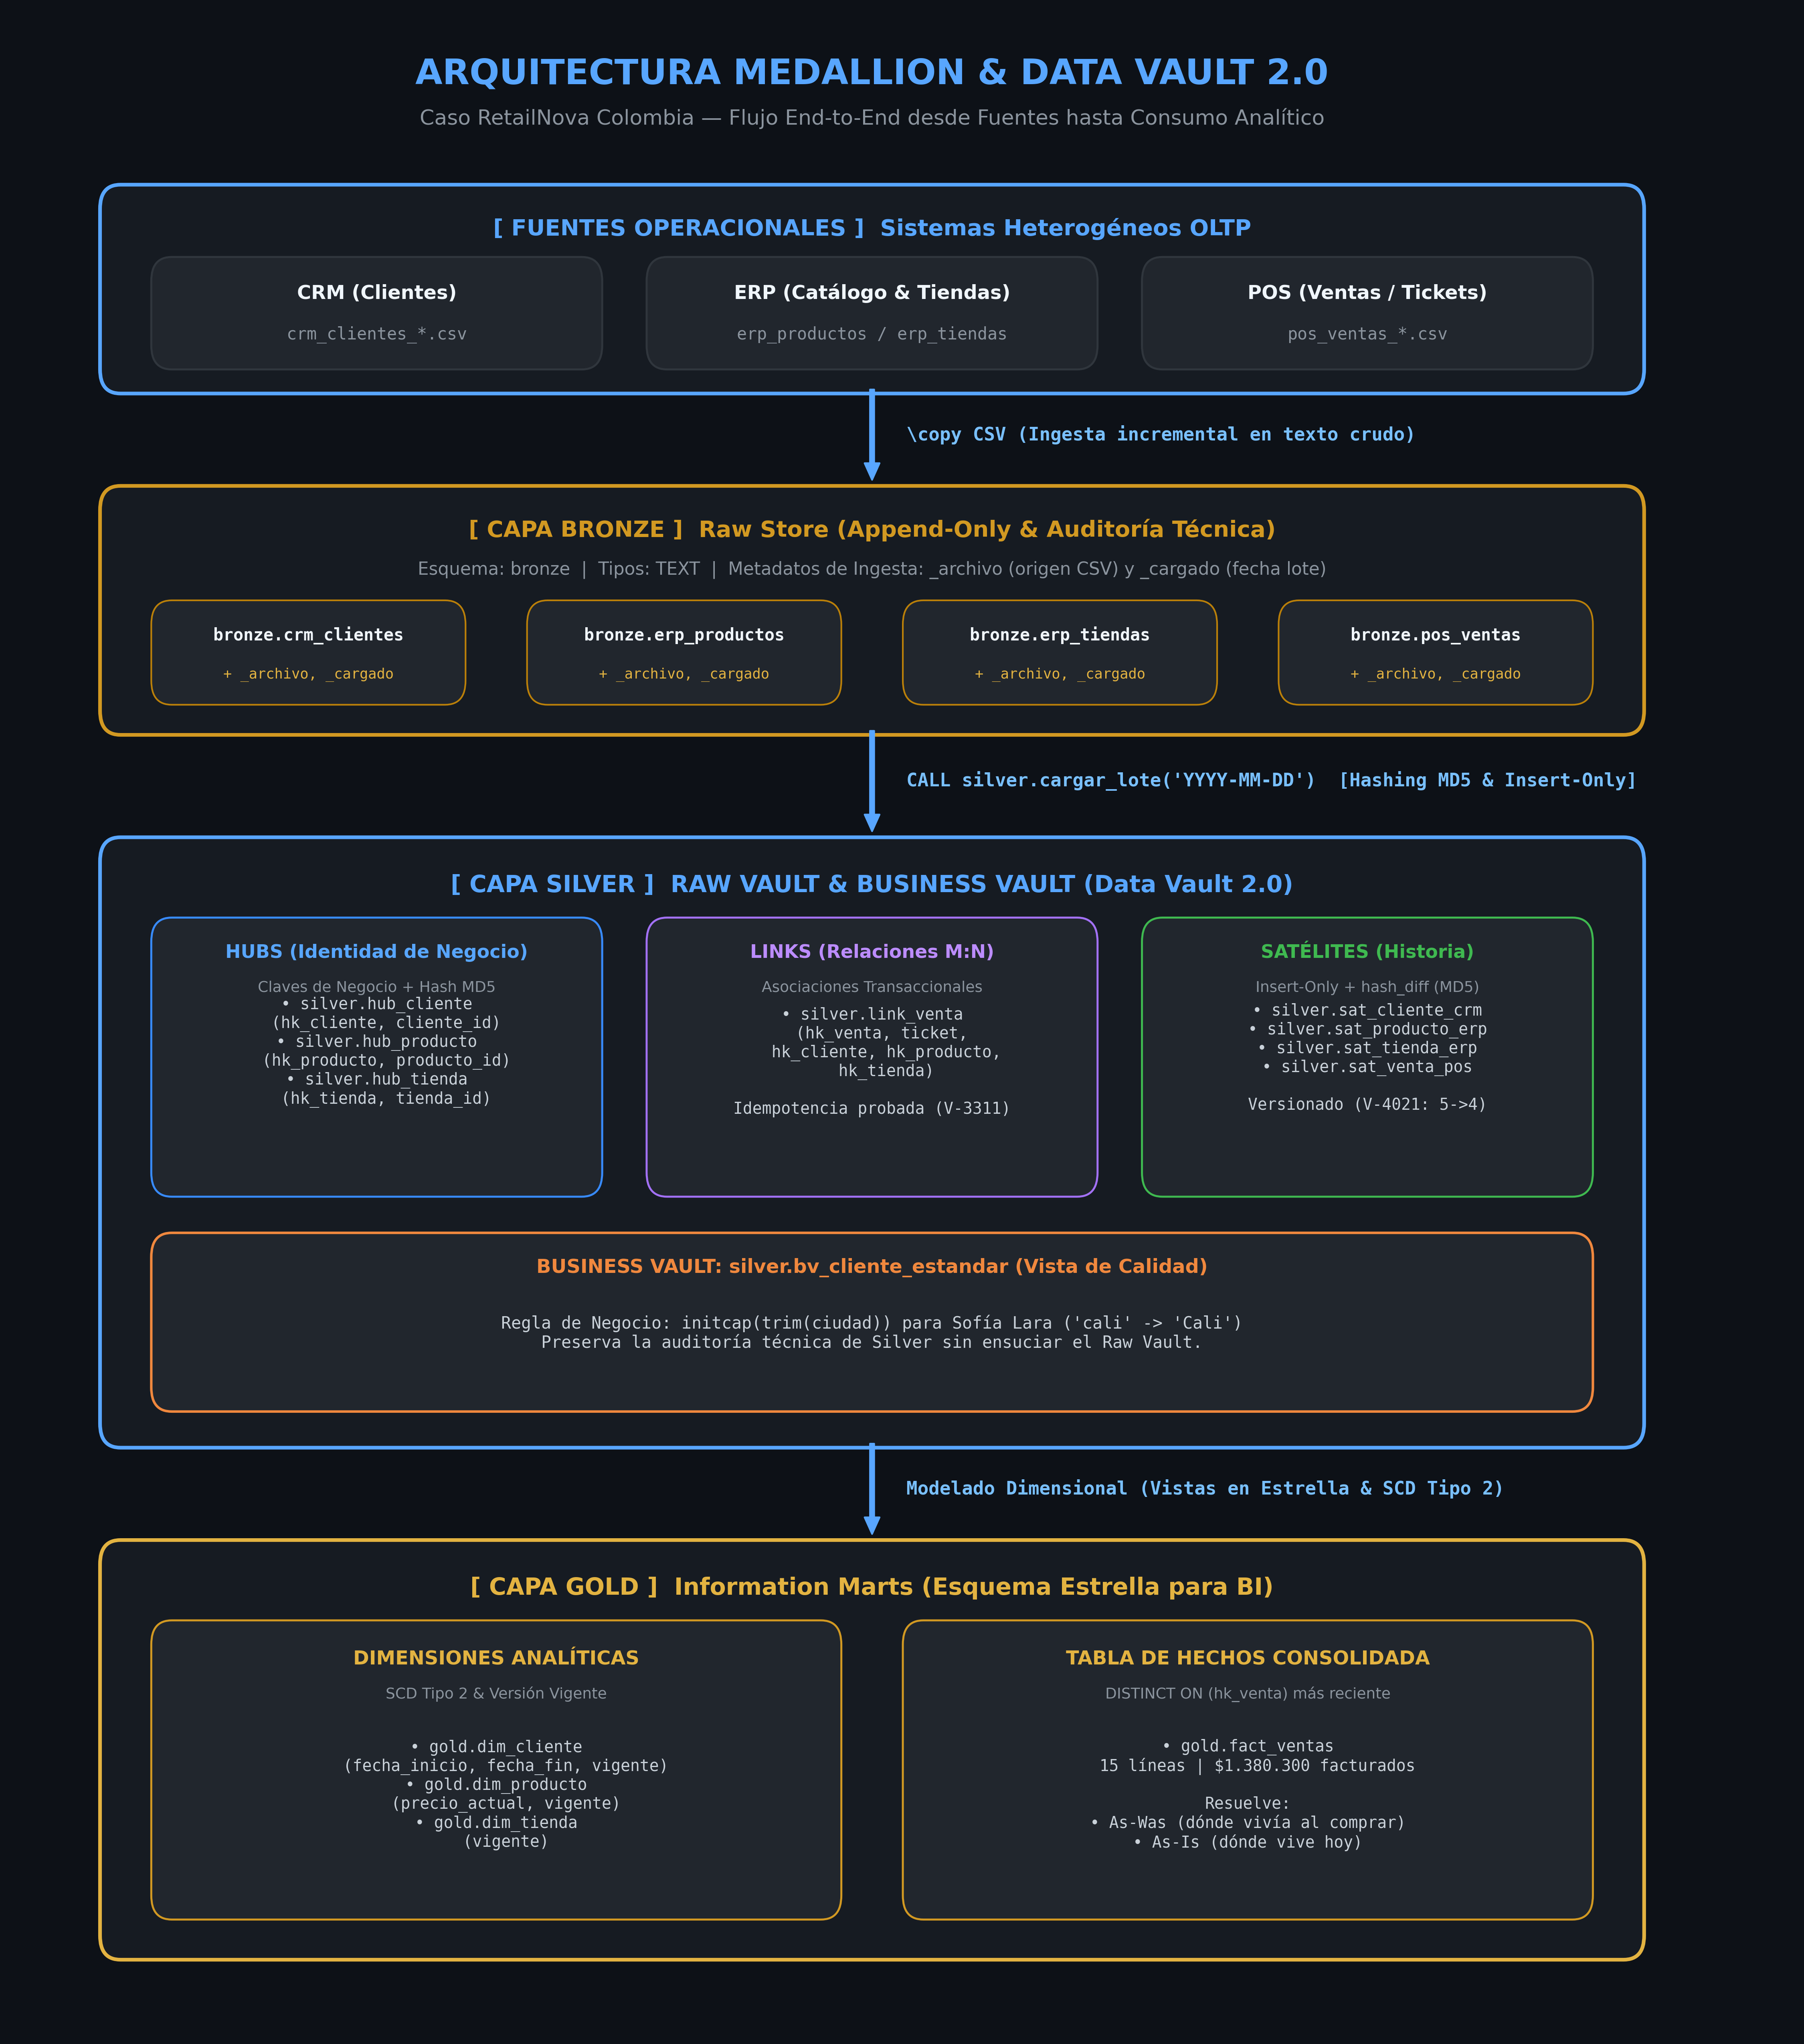 ARQUITECTURA MEDALLION & DATA VAULT 2.0
Caso RetailNova Colombia — Flujo End-to-End desde Fuentes hasta Consumo Analítico
[ FUENTES OPERACIONALES ]  Sistemas Heterogéneos OLTP
CRM (Clientes)
crm_clientes_*.csv
ERP (Catálogo & Tiendas)
erp_productos / erp_tiendas
POS (Ventas / Tickets)
pos_ventas_*.csv
\copy CSV (Ingesta incremental en texto crudo)
[ CAPA BRONZE ]  Raw Store (Append-Only & Auditoría Técnica)
Esquema: bronze  |  Tipos: TEXT  |  Metadatos de Ingesta: _archivo (origen CSV) y _cargado (fecha lote)
bronze.crm_clientes
+ _archivo, _cargado
bronze.erp_productos
+ _archivo, _cargado
bronze.erp_tiendas
+ _archivo, _cargado
bronze.pos_ventas
+ _archivo, _cargado
CALL silver.cargar_lote('YYYY-MM-DD')  [Hashing MD5 & Insert-Only]
[ CAPA SILVER ]  RAW VAULT & BUSINESS VAULT (Data Vault 2.0)
HUBS (Identidad de Negocio)
Claves de Negocio + Hash MD5
• silver.hub_cliente
(hk_cliente, cliente_id)
• silver.hub_producto
(hk_producto, producto_id)
• silver.hub_tienda
(hk_tienda, tienda_id)
LINKS (Relaciones M:N)
Asociaciones Transaccionales
• silver.link_venta
(hk_venta, ticket,
hk_cliente, hk_producto,
hk_tienda)
Idempotencia probada (V-3311)
SATÉLITES (Historia)
Insert-Only + hash_diff (MD5)
• silver.sat_cliente_crm
• silver.sat_producto_erp
• silver.sat_tienda_erp
• silver.sat_venta_pos
Versionado (V-4021: 5->4)
BUSINESS VAULT: silver.bv_cliente_estandar (Vista de Calidad)
Regla de Negocio: initcap(trim(ciudad)) para Sofía Lara ('cali' -> 'Cali')
Preserva la auditoría técnica de Silver sin ensuciar el Raw Vault.
Modelado Dimensional (Vistas en Estrella & SCD Tipo 2)
[ CAPA GOLD ]  Information Marts (Esquema Estrella para BI)
DIMENSIONES ANALÍTICAS
SCD Tipo 2 & Versión Vigente
• gold.dim_cliente
(fecha_inicio, fecha_fin, vigente)
• gold.dim_producto
(precio_actual, vigente)
• gold.dim_tienda
(vigente)
TABLA DE HECHOS CONSOLIDADA
DISTINCT ON (hk_venta) más reciente
• gold.fact_ventas
15 líneas | $1.380.300 facturados
Resuelve:
• As-Was (dónde vivía al comprar)
• As-Is (dónde vive hoy)